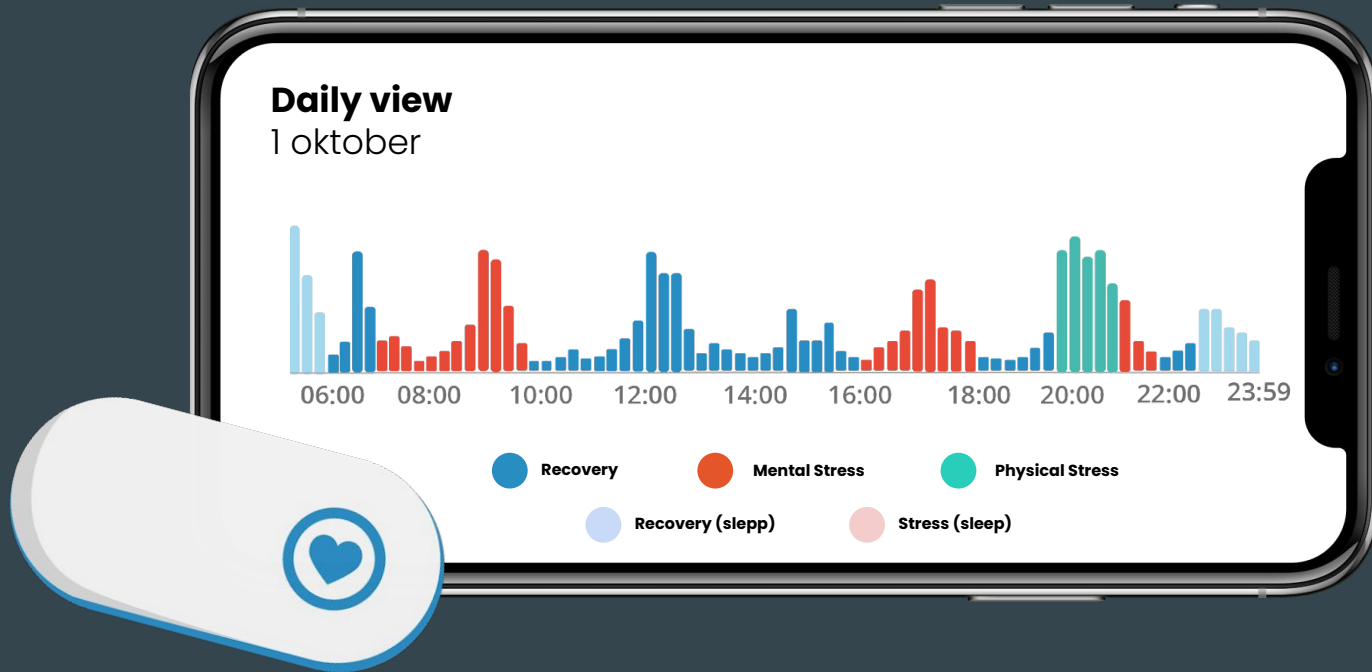 Daily view
1 oktober
06:00 08:00 10:00 12:00 14:00 16:00 18:00 20:00 22:00 23:59
Recovery Mental Stress Physical Stress
Recovery (slepp) Stress (sleep)